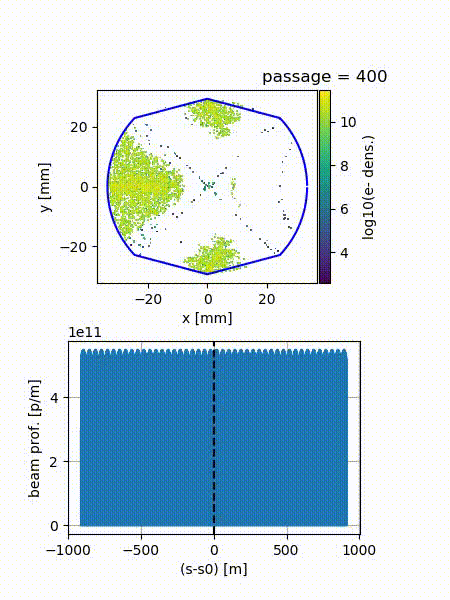 passage = 400
20
0
−20
y [mm]
−20
0
20
x [mm]
10
8
6
4
log10(e- dens.)
1e11
4
2
0
beam prof. [p/m]
−1000
−500
0
500
1000
(s-s0) [m]